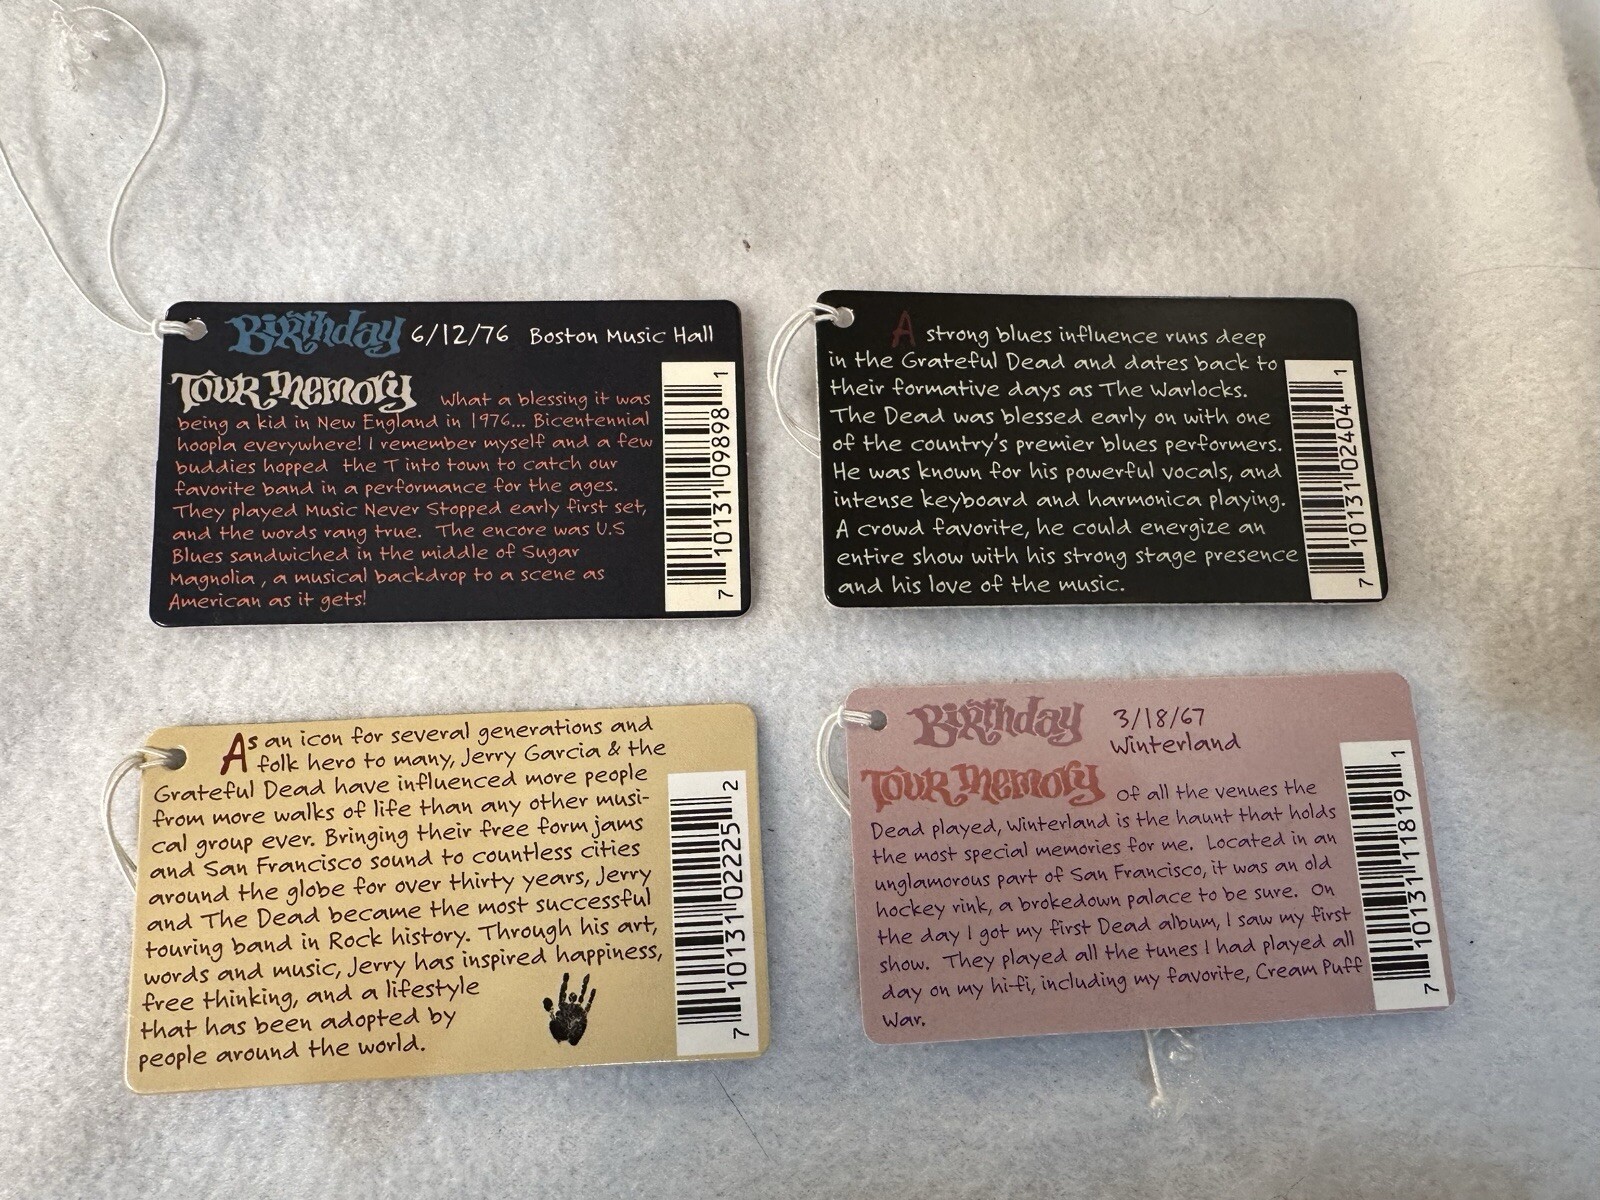 Birthday 6/12/76 Boston Music Hall
Tour Memory What a blessing it was
being a kid in New England in 1976... Bicentennial
hoopla everywhere! I remember myself and a few
buddies hopped the T into town to catch our
favorite band in a performance for the ages.
They played Music Never Stopped early first set,
and the words rang true. The encore was U.S
Blues sandwiched in the middle of Sugar
Magnolia , a musical backdrop to a scene as
American as it gets!
7 10131 09898 1
A strong blues influence runs deep
in the Grateful Dead and dates back to
their formative days as The Warlocks.
The Dead was blessed early on with one
of the country's premier blues performers.
He was known for his powerful vocals, and
intense keyboard and harmonica playing.
A crowd favorite, he could energize an
entire show with his strong stage presence
and his love of the music.
7 10131 02404 1
As an icon for several generations and
folk hero to many, Jerry Garcia & the
Grateful Dead have influenced more people
from more walks of life than any other musi-
cal group ever. Bringing their free form jams
and San Francisco sound to countless cities
around the globe for over thirty years, Jerry
and The Dead became the most successful
touring band in Rock history. Through his art,
words and music, Jerry has inspired happiness,
free thinking, and a lifestyle
that has been adopted by
people around the world.
7 10131 02225 2
Birthday 3/18/67
Winterland
Tour Memory Of all the venues the
Dead played, Winterland is the haunt that holds
the most special memories for me. Located in an
unglamorous part of San Francisco, it was an old
hockey rink, a brokedown palace to be sure. On
the day I got my first Dead album, I saw my first
show. They played all the tunes I had played all
day on my hi-fi, including my favorite, Cream Puff
War.
7 10131 11819 1